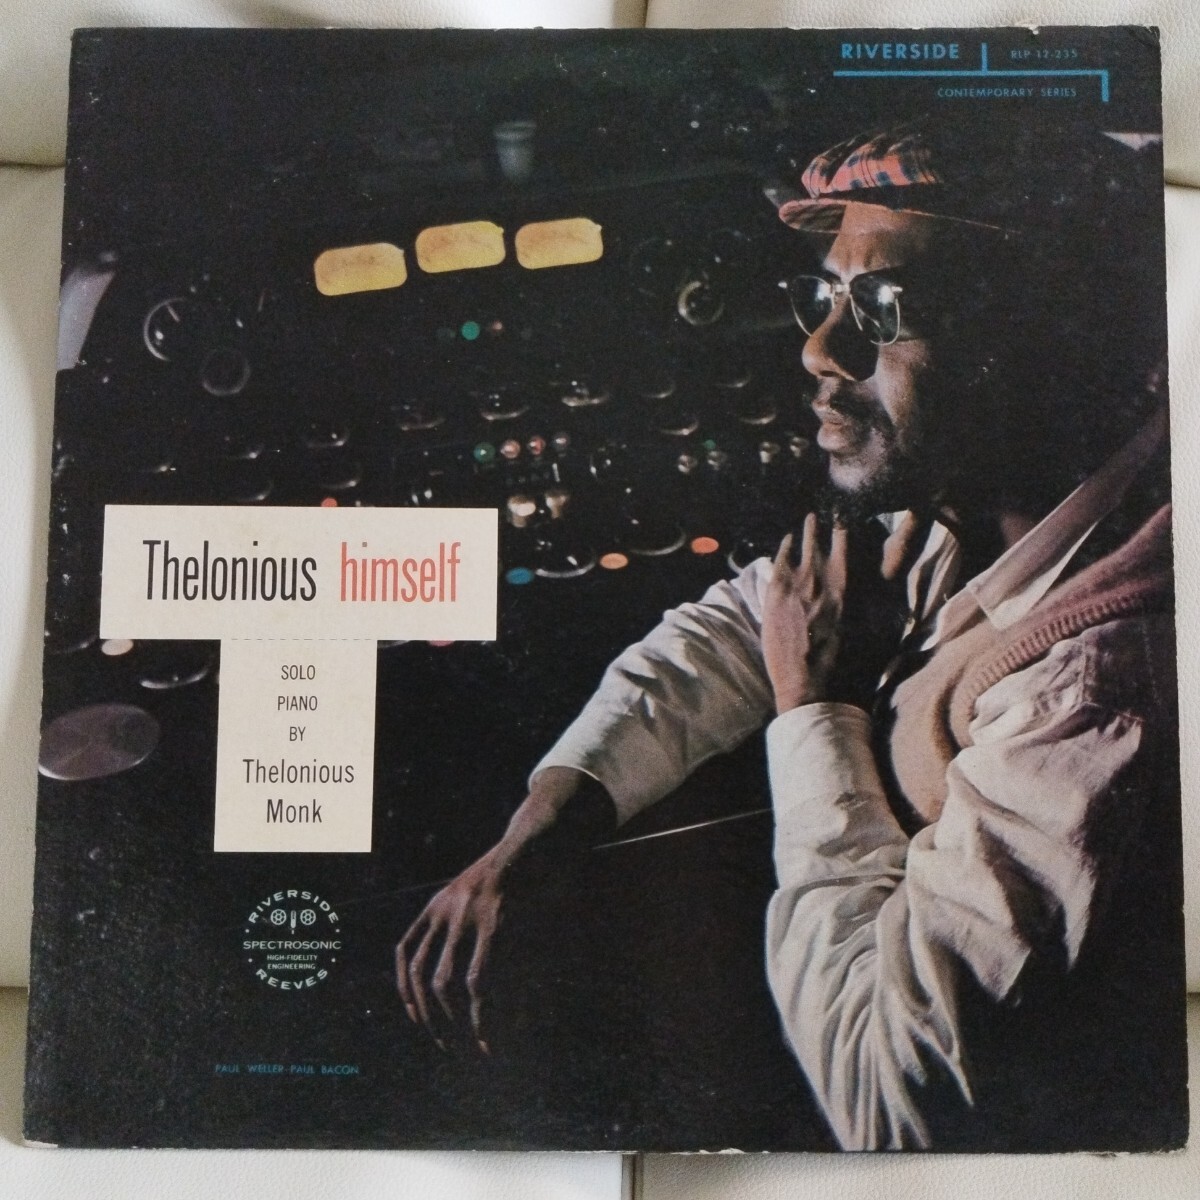 RIVERSIDE
RLP 12-235
CONTEMPORARY SERIES
Thelonious himself
SOLO
PIANO
BY
Thelonious
Monk
RIVERSIDE
SPECTROSONIC
HIGH-FIDELITY
ENGINEERING
REEVES
PAUL WELLER-PAUL BACON